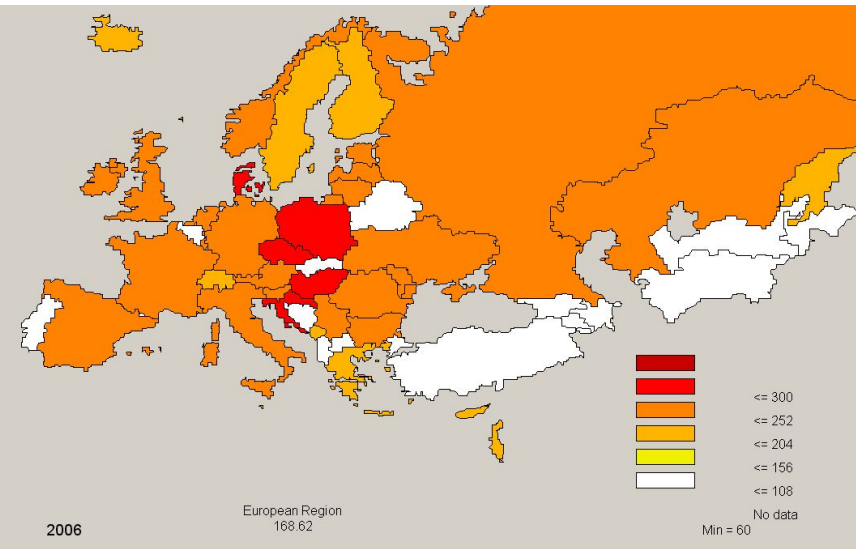 <= 300
<= 252
<= 204
<= 156
<= 108
No data
Min = 60
European Region
168.62
2006